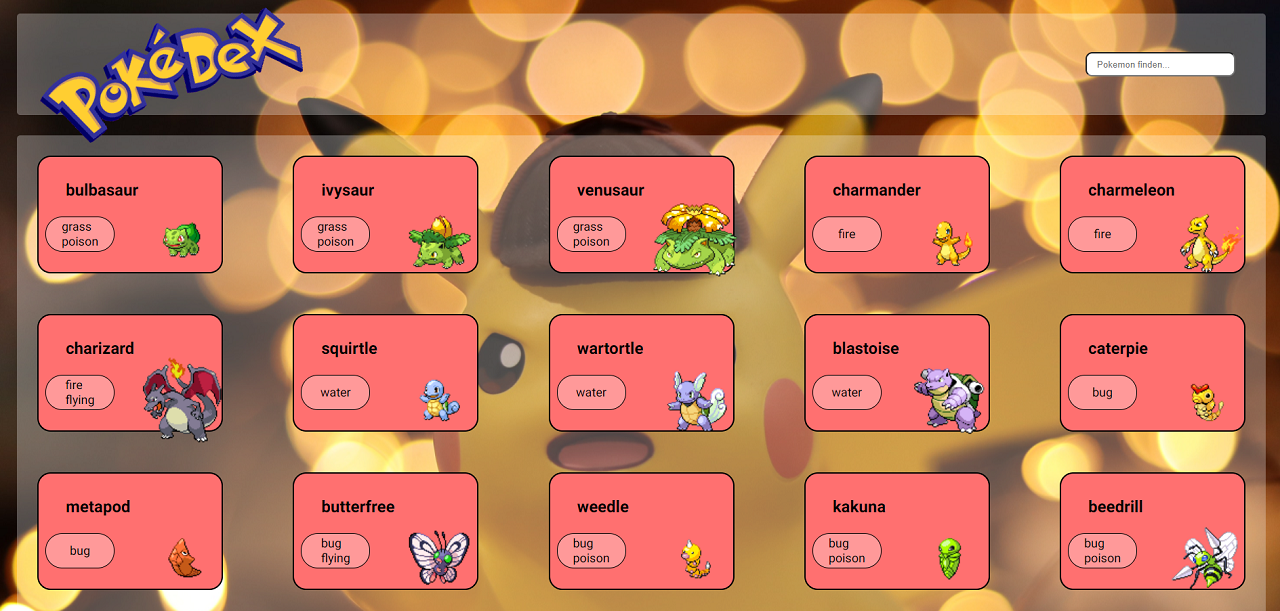 PoKéDeX
Pokemon finden...
bulbasaur
grass
poison
ivysaur
grass
poison
venusaur
grass
poison
charmander
fire
charmeleon
fire
charizard
fire
flying
squirtle
water
wartortle
water
blastoise
water
caterpie
bug
metapod
bug
butterfree
bug
flying
weedle
bug
poison
kakuna
bug
poison
beedrill
bug
poison